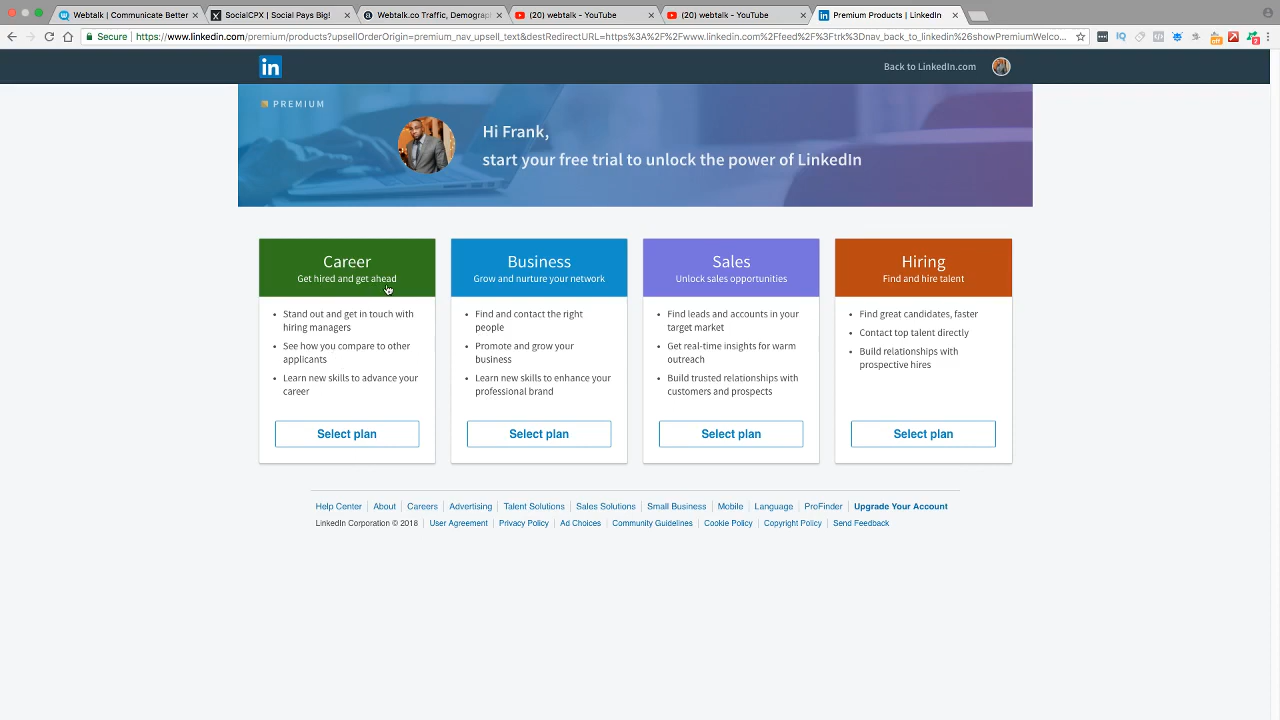 Webtalk | Communicate Better
SocialCPX | Social Pays Big!
Webtalk.co Traffic, Demograph
(20) webtalk - YouTube
(20) webtalk - YouTube
Premium Products | LinkedIn
Secure
https://www.linkedin.com/premium/products?upsellOrderOrigin=premium_nav_upsell_text&destRedirectURL=https%3A%2F%2Fwww.linkedin.com%2Ffeed%2F%3Ftrk%3Dnav_back_to_linkedin%26showPremiumWelco...
in
Back to LinkedIn.com
PREMIUM
Hi Frank,
start your free trial to unlock the power of LinkedIn
Career
Get hired and get ahead
• Stand out and get in touch with
hiring managers
• See how you compare to other
applicants
• Learn new skills to advance your
career
Select plan
Business
Grow and nurture your network
• Find and contact the right
people
• Promote and grow your
business
• Learn new skills to enhance your
professional brand
Select plan
Sales
Unlock sales opportunities
• Find leads and accounts in your
target market
• Get real-time insights for warm
outreach
• Build trusted relationships with
customers and prospects
Select plan
Hiring
Find and hire talent
• Find great candidates, faster
• Contact top talent directly
• Build relationships with
prospective hires
Select plan
Help Center | About | Careers | Advertising | Talent Solutions | Sales Solutions | Small Business | Mobile | Language | ProFinder | Upgrade Your Account
LinkedIn Corporation © 2018 | User Agreement | Privacy Policy | Ad Choices | Community Guidelines | Cookie Policy | Copyright Policy | Send Feedback